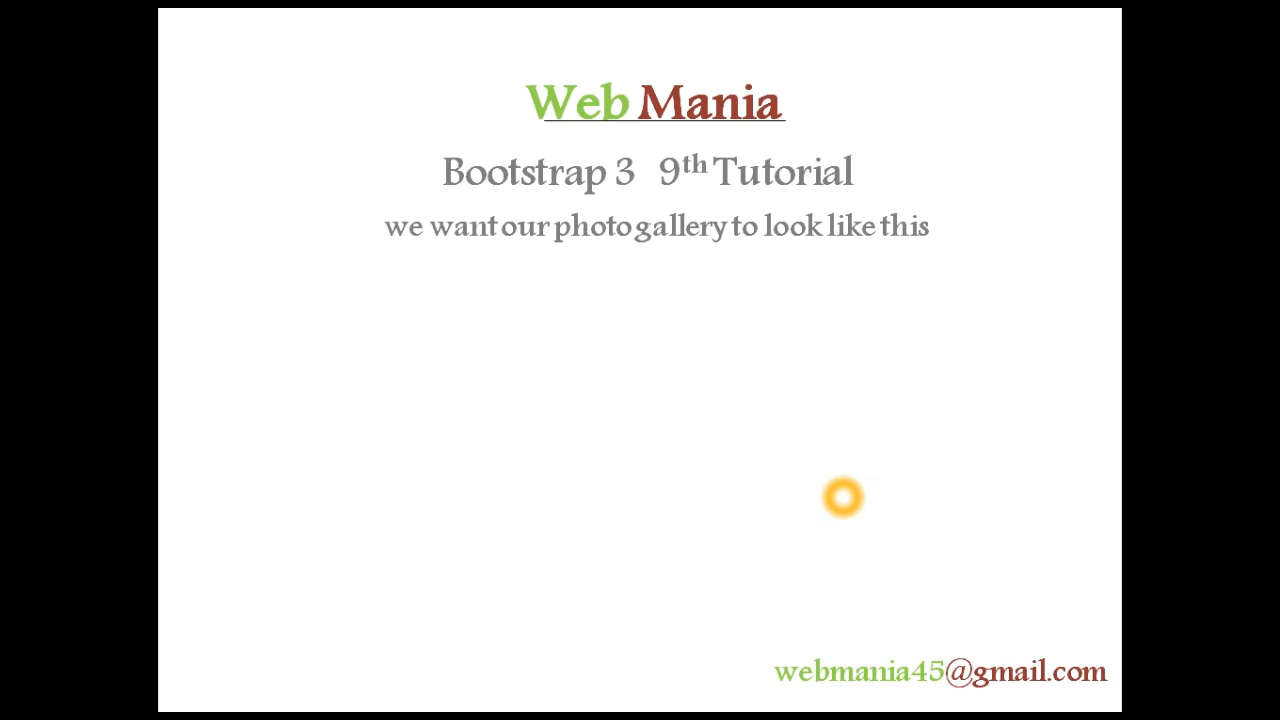 Web Mania
Bootstrap 3 9th Tutorial
we want our photo gallery to look like this
webmania45@gmail.com